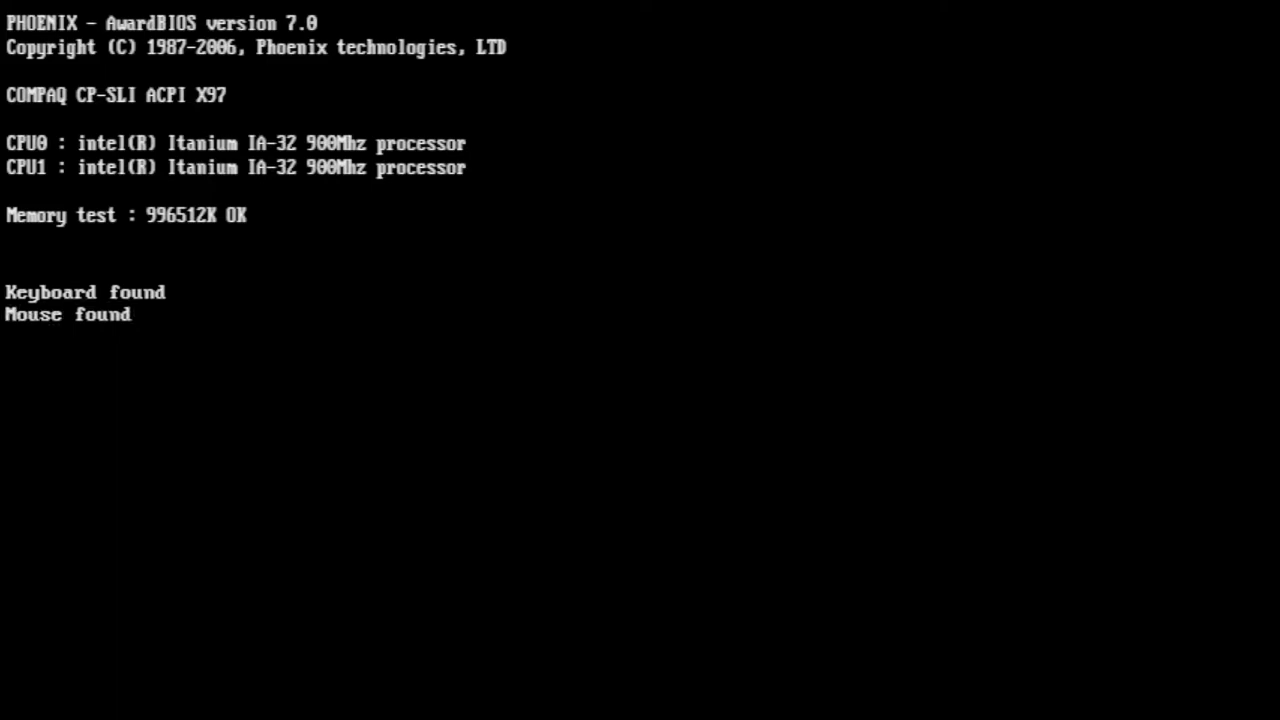 PHOENIX - AwardBIOS version 7.0
Copyright (C) 1987-2006, Phoenix technologies, LTD
COMPAQ CP-SLI ACPI X97
CPU0 : intel(R) Itanium IA-32 900Mhz processor
CPU1 : intel(R) Itanium IA-32 900Mhz processor
Memory test : 996512K OK
Keyboard found
Mouse found